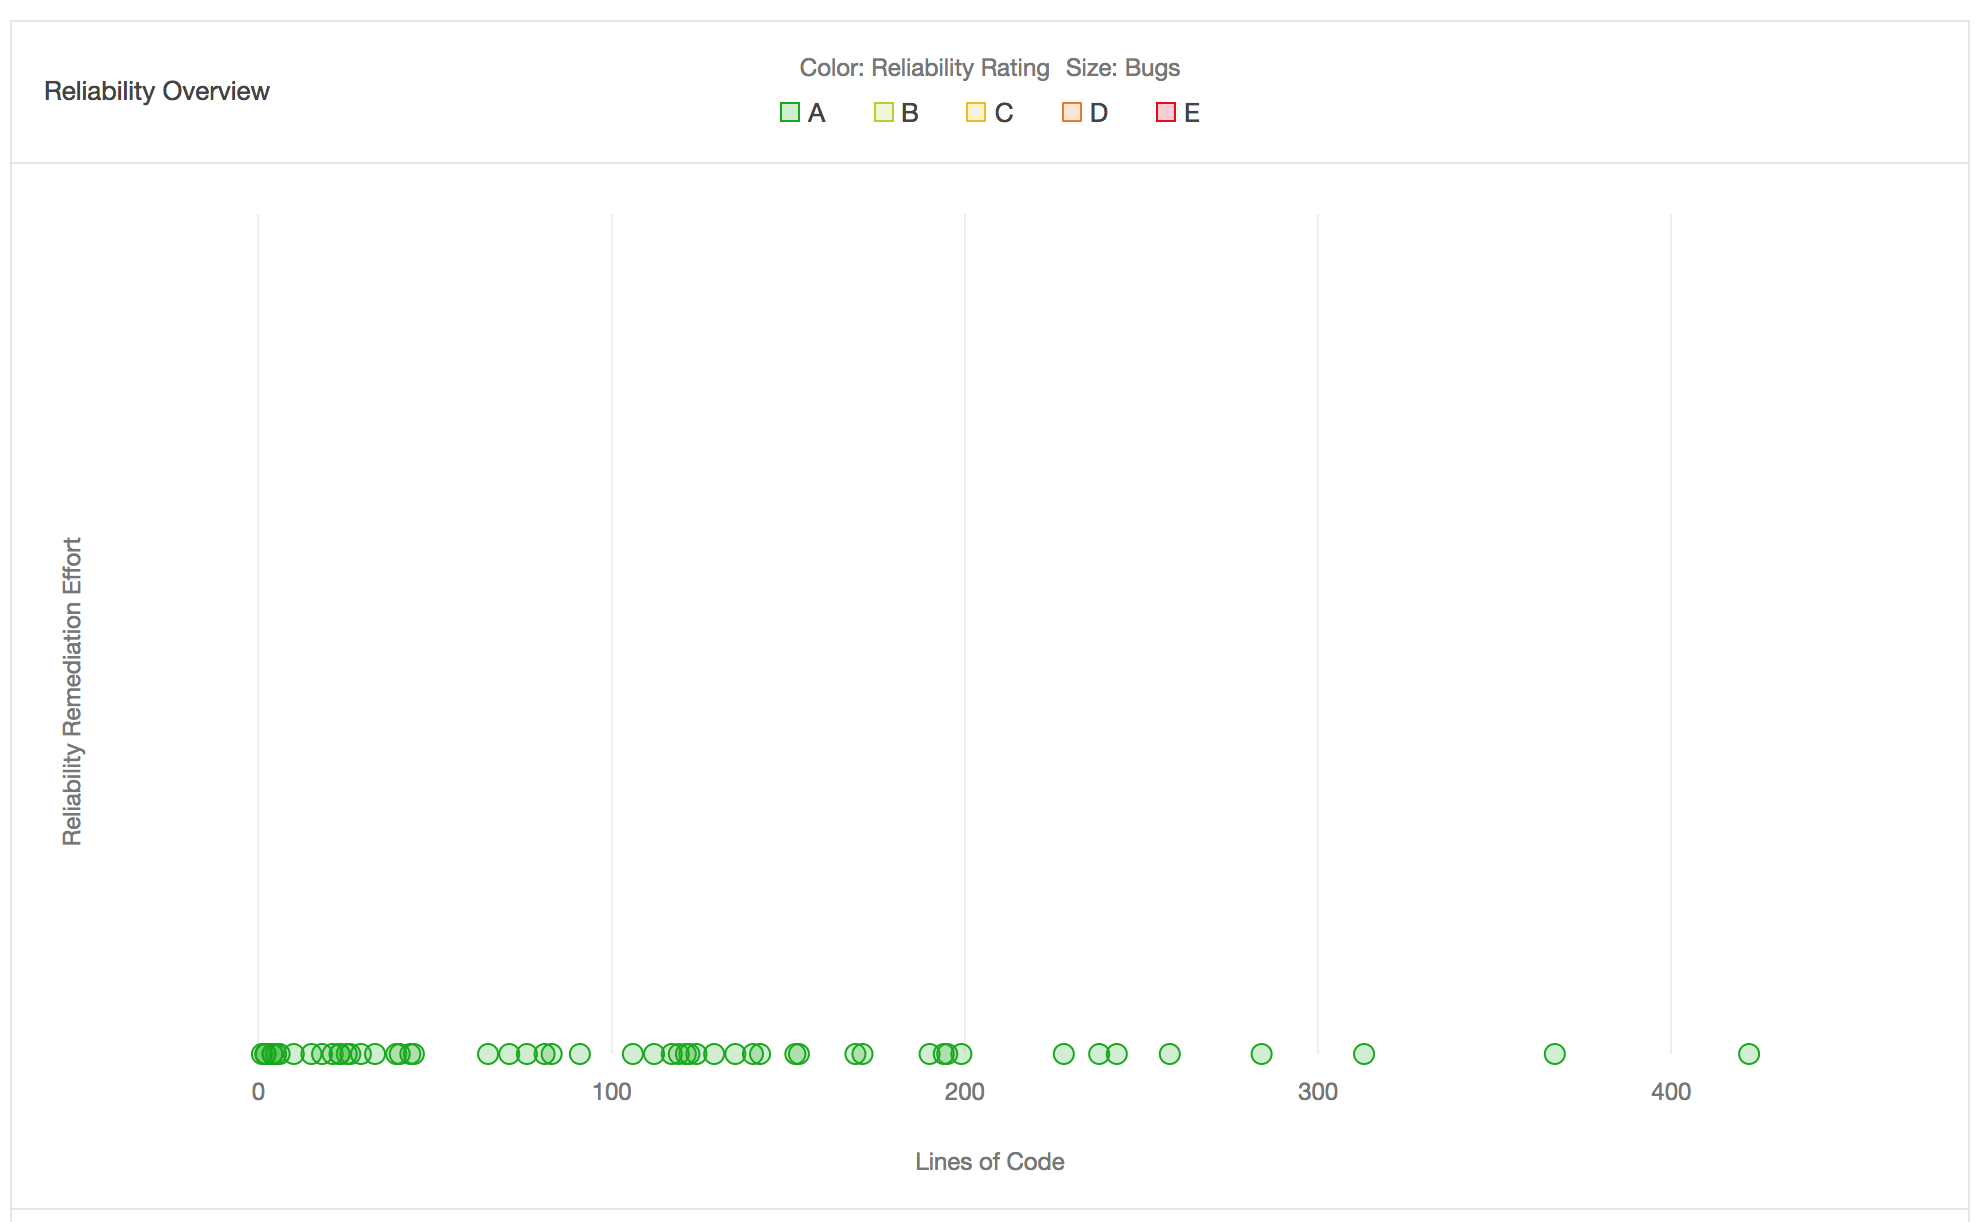 Reliability Overview
Color: Reliability Rating Size: Bugs
A B C D E
Reliability Remediation Effort
0 100 200 300 400
Lines of Code